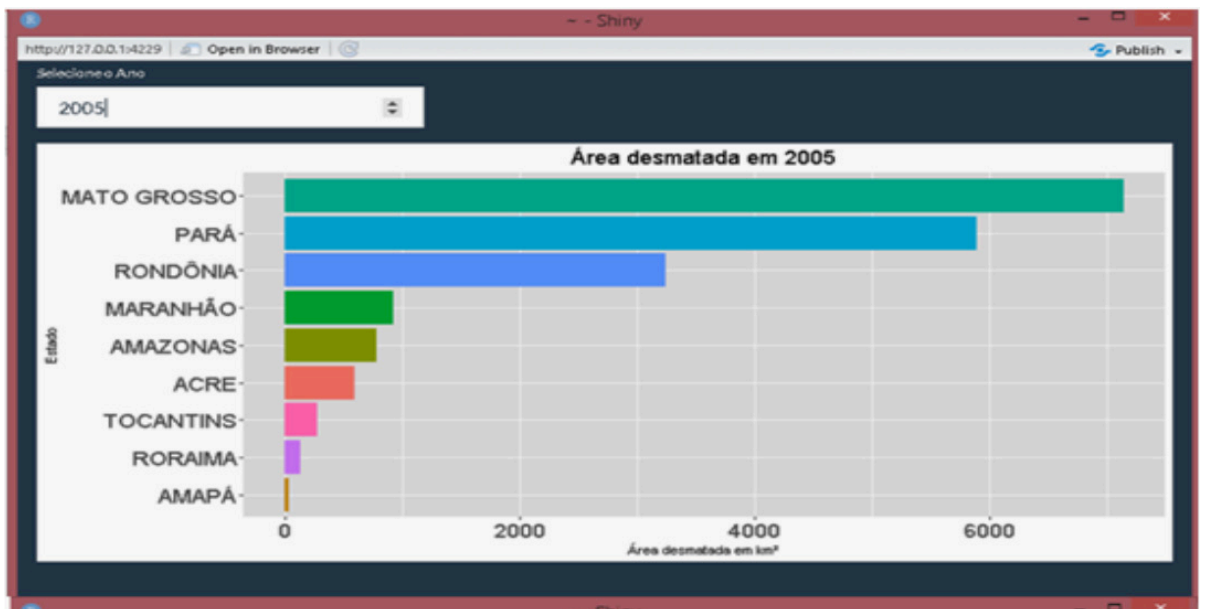 ~ - Shiny
http://127.0.0.1:4229 Open in Browser Publish
Selecione o Ano
2005
Área desmatada em 2005
MATO GROSSO
PARÁ
RONDÔNIA
MARANHÃO
AMAZONAS
ACRE
TOCANTINS
RORAIMA
AMAPÁ
Estado
0 2000 4000 6000
Área desmatada em km²